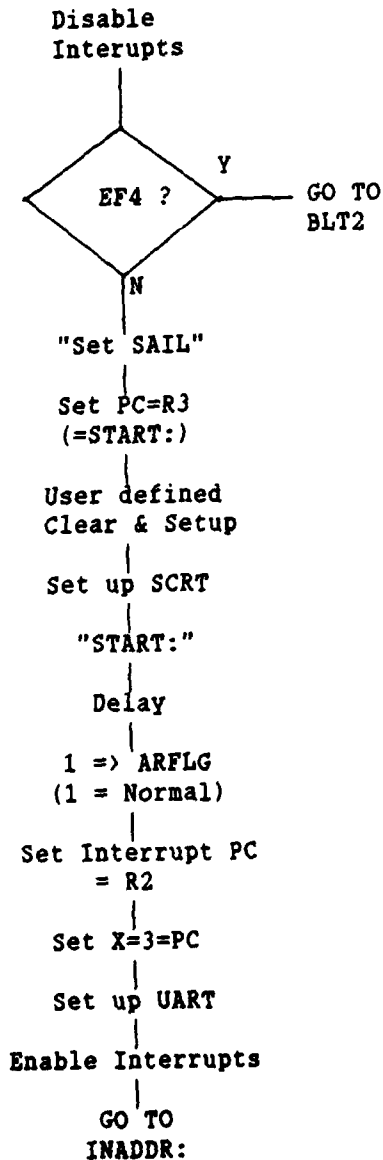 Disable
Interupts
EF4 ?
Y
GO TO
BLT2
N
"Set SAIL"
Set PC=R3
(=START:)
User defined
Clear & Setup
Set up SCRT
"START:"
Delay
1 => ARFLG
(1 = Normal)
Set Interrupt PC
= R2
Set X=3=PC
Set up UART
Enable Interrupts
GO TO
INADDR: